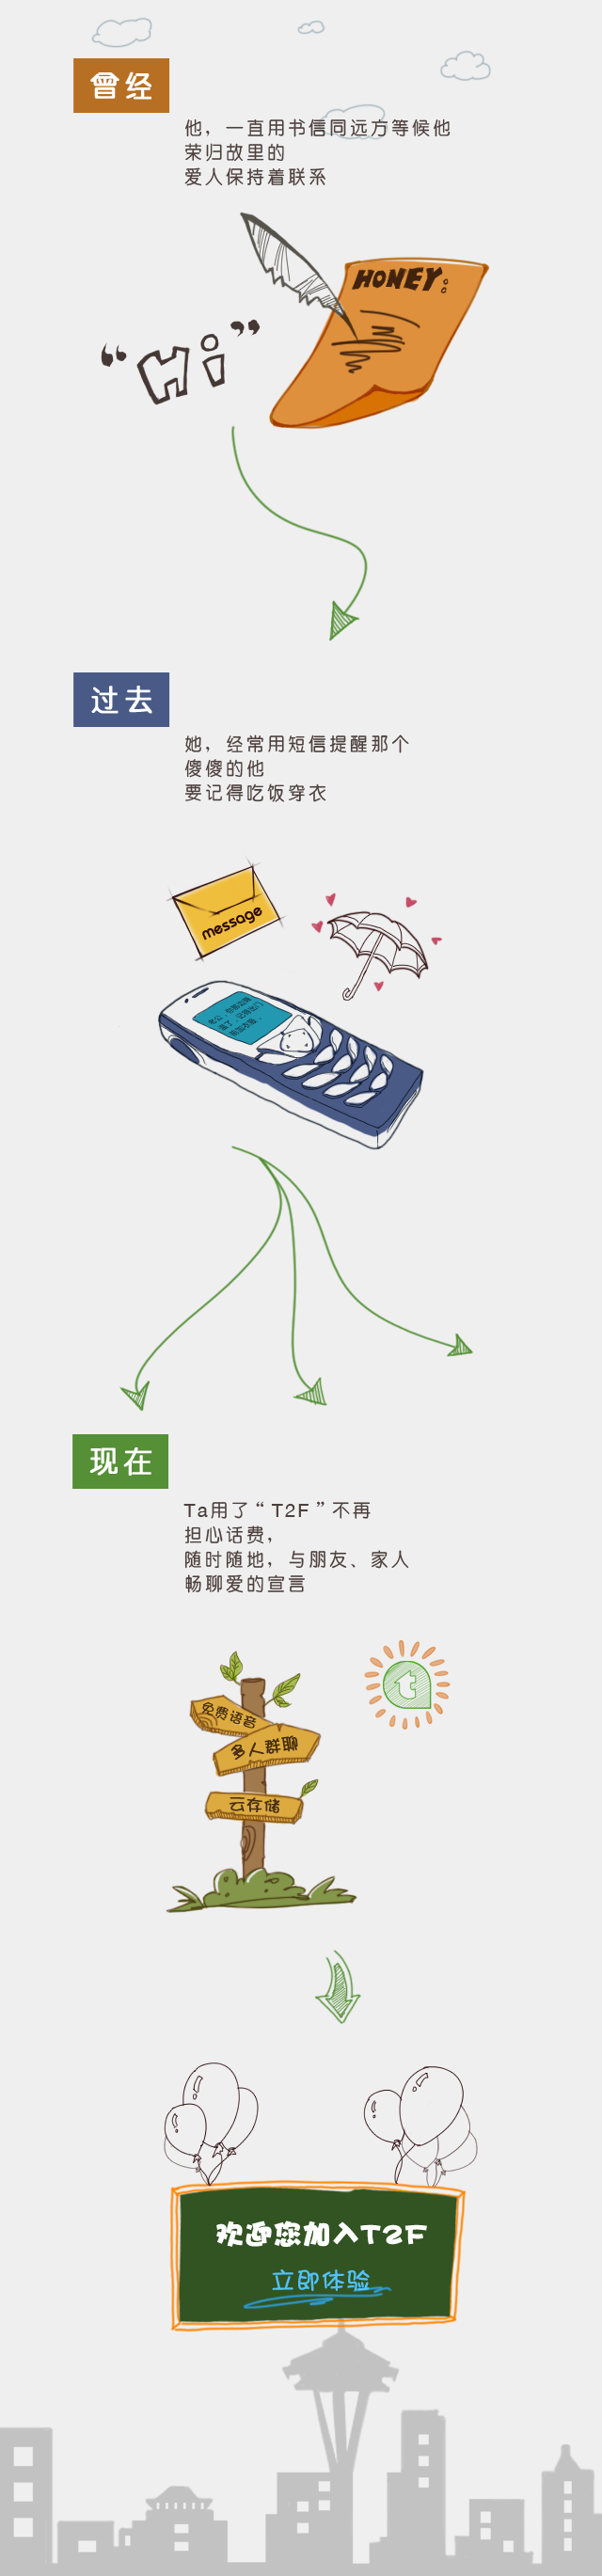 曾经
他，一直用书信同远方等候他
荣归故里的
爱人保持着联系
HONEY:
“Hi”
过去
她，经常用短信提醒那个
傻傻的他
要记得吃饭穿衣
message
现在
Ta用了“T2F”不再
担心话费，
随时随地，与朋友、家人
畅聊爱的宣言
t
免费语音
多人群聊
云存储
欢迎您加入T2F
立即体验